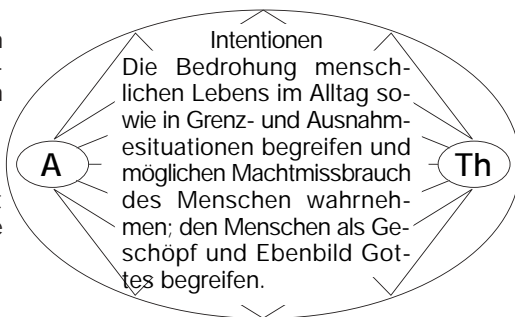 Intentionen
Die Bedrohung mensch-
lichen Lebens im Alltag so-
wie in Grenz- und Ausnahm-
esituationen begreifen und
A
möglichen Machtmissbrauch
Th
des Menschen wahrneh-
men; den Menschen als Ge-
schöpf und Ebenbild Got-
tes begreifen.